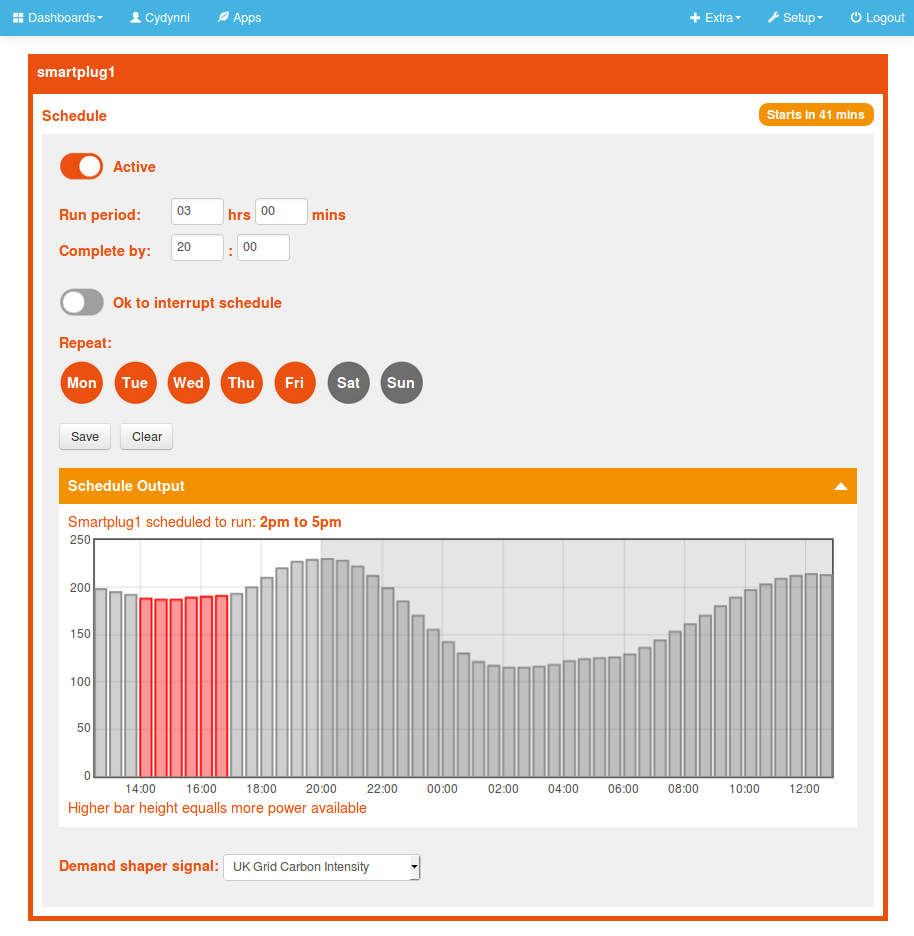 Dashboards Cydynni Apps Extra Setup Logout
smartplug1
Schedule Starts in 41 mins
Active
Run period: 03 hrs 00 mins
Complete by: 20 : 00
Ok to interrupt schedule
Repeat:
Mon Tue Wed Thu Fri Sat Sun
Save Clear
Schedule Output
Smartplug1 scheduled to run: 2pm to 5pm
250
200
150
100
50
0
14:00 16:00 18:00 20:00 22:00 00:00 02:00 04:00 06:00 08:00 10:00 12:00
Higher bar height equalls more power available
Demand shaper signal: UK Grid Carbon Intensity